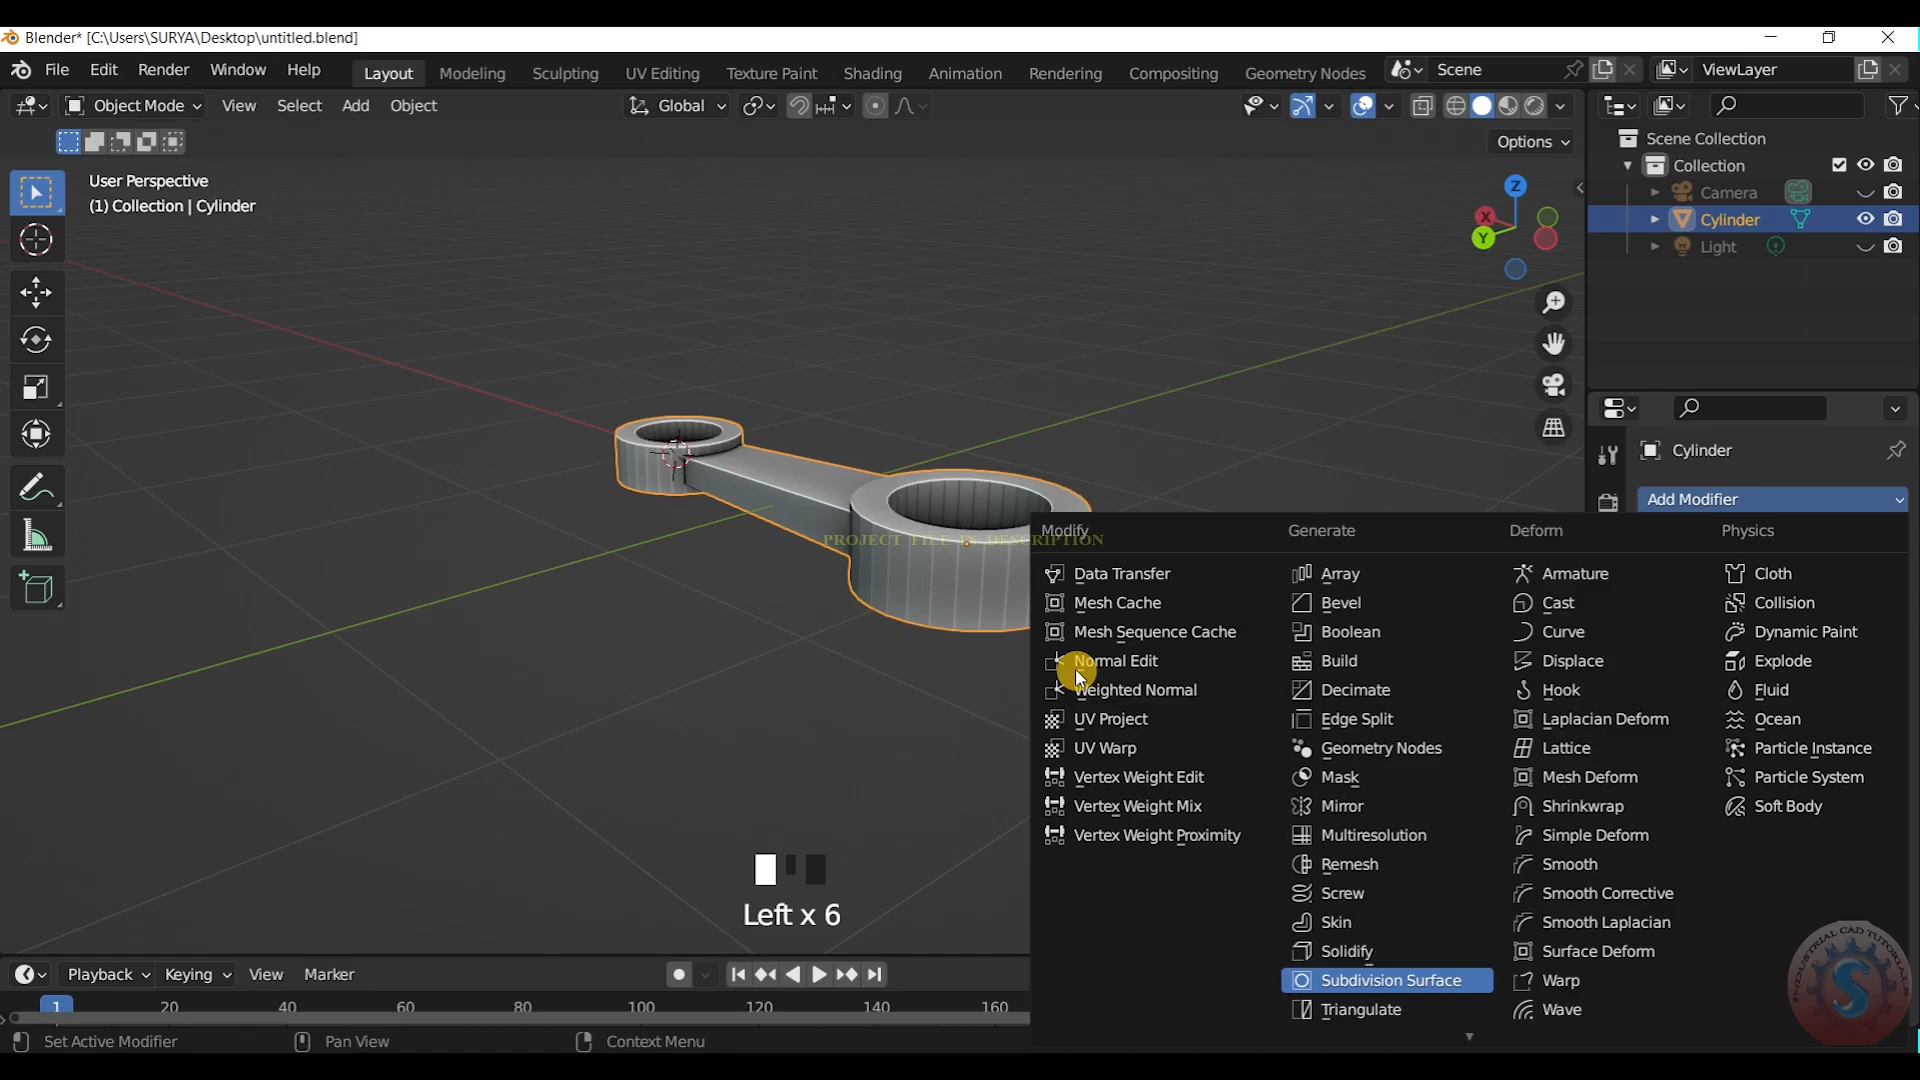 Blender* [C:\Users\SURYA\Desktop\untitled.blend]
File Edit Render Window Help Layout Modeling Sculpting UV Editing Texture Paint Shading Animation Rendering Compositing Geometry Nodes Scene ViewLayer
Object Mode View Select Add Object Global
Options
Scene Collection
Collection
Camera
Cylinder
Light
User Perspective
(1) Collection | Cylinder
Z
X
Y
Cylinder
Add Modifier
PROJECT FILE IN DESCRIPTION
Modify Generate Deform Physics
Data Transfer Array Armature Cloth
Mesh Cache Bevel Cast Collision
Mesh Sequence Cache Boolean Curve Dynamic Paint
Normal Edit Build Displace Explode
Weighted Normal Decimate Hook Fluid
UV Project Edge Split Laplacian Deform Ocean
UV Warp Geometry Nodes Lattice Particle Instance
Vertex Weight Edit Mask Mesh Deform Particle System
Vertex Weight Mix Mirror Shrinkwrap Soft Body
Vertex Weight Proximity Multiresolution Simple Deform
Remesh Smooth
Screw Smooth Corrective
Skin Smooth Laplacian
Solidify Surface Deform
Subdivision Surface Warp
Triangulate Wave
Left x 6
INDUSTRIAL CAD TUTORIALS
S
Playback Keying View Marker
1 20 40 60 80 100 120 140 160
Set Active Modifier Pan View Context Menu